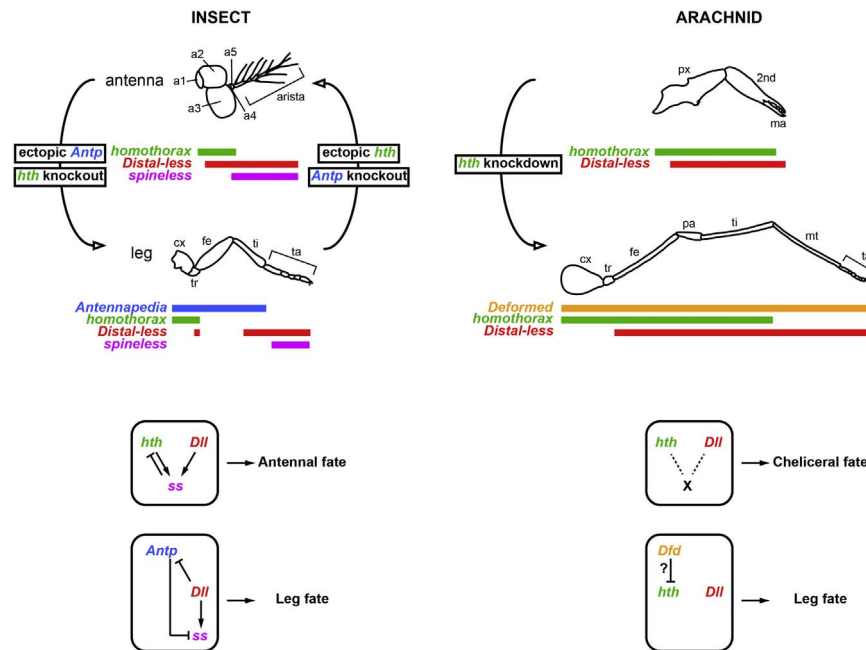 INSECT
ARACHNID
antenna
a1
a2
a5
a3
a4
arista
px
2nd
ma
ectopic Antp
hth knockout
homothorax
Distal-less
spineless
ectopic hth
Antp knockout
hth knockdown
homothorax
Distal-less
leg
cx
tr
fe
ti
ta
cx
tr
fe
pa
ti
mt
Antennapedia
homothorax
Distal-less
spineless
Deformed
homothorax
Distal-less
hth Dll
ss
Antennal fate
hth Dll
X
Cheliceral fate
Antp
Dll
ss
Leg fate
Dfd
?
hth Dll
Leg fate